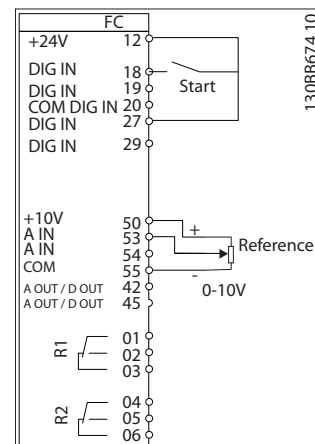 FC
+24V 12
DIG IN 18
Start
DIG IN 19
COM DIG IN 20
DIG IN 27
DIG IN 29
130BB674.10
+10V 50
+
A IN 53
Reference
A IN 54
COM 55
-
0-10V
A OUT / D OUT 42
A OUT / D OUT 45
R1
01
02
03
R2
04
05
06